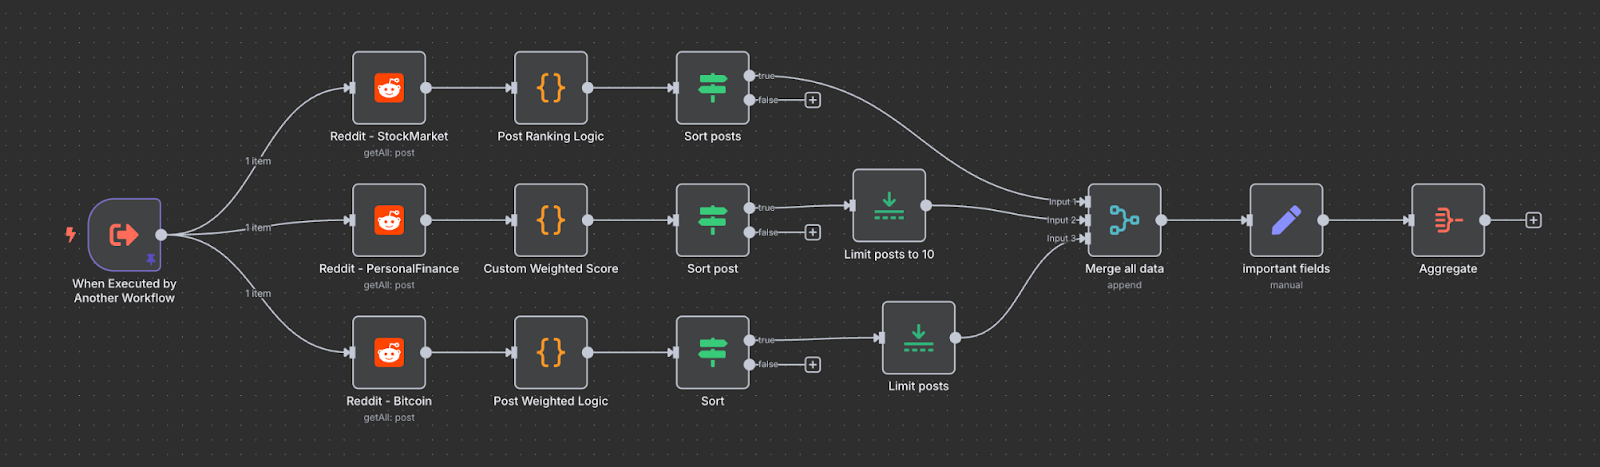 true
false
Reddit - StockMarket
getAll: post
Post Ranking Logic
Sort posts
1 item
true
false
Limit posts to 10
Input 1
Input 2
Input 3
1 item
Reddit - PersonalFinance
getAll: post
Custom Weighted Score
Sort post
Merge all data
append
important fields
manual
Aggregate
When Executed by
Another Workflow
1 item
true
false
Limit posts
Reddit - Bitcoin
getAll: post
Post Weighted Logic
Sort